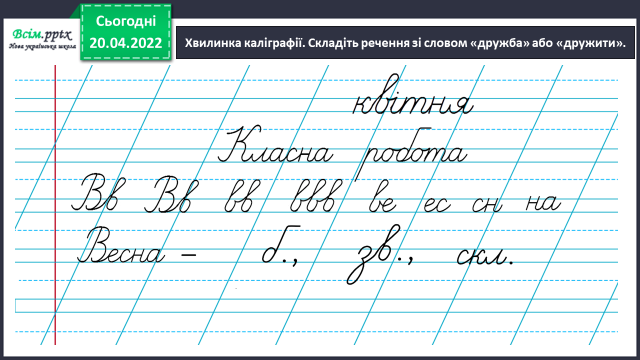 Всім.pptx
Нова українська школа
Сьогодні
20.04.2022
Хвилинка каліграфії. Складіть речення зі словом «дружба» або «дружити».
квітня
Класна робота
Вв Вв вв ввв ве ес сн на
Весна – б., зв., скл.